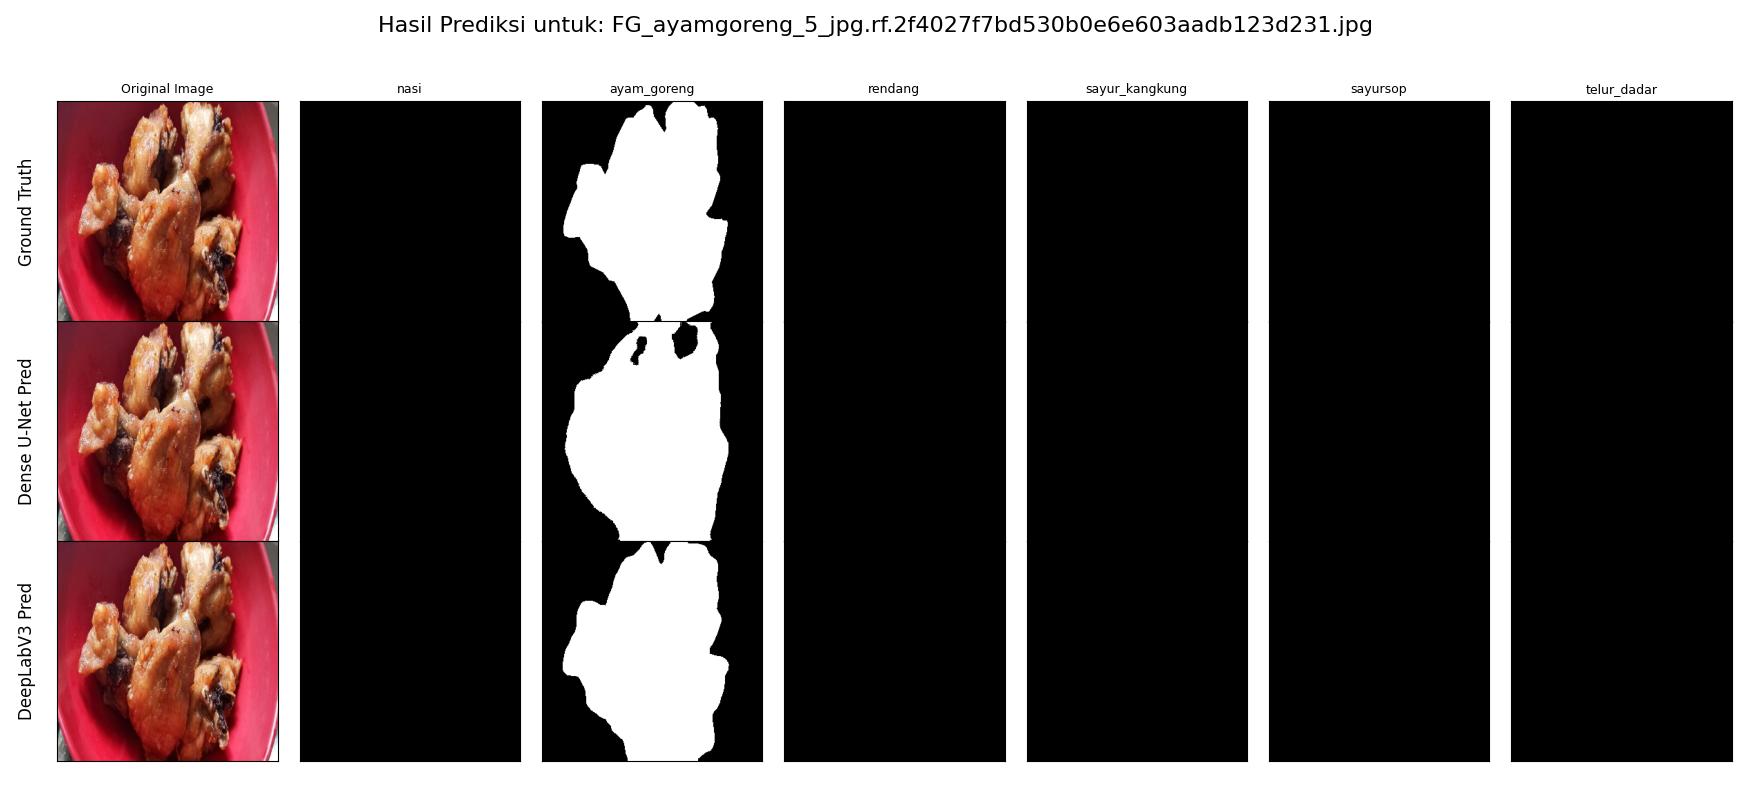 Hasil Prediksi untuk: FG_ayamgoreng_5_jpg.rf.2f4027f7bd530b0e6e603aadb123d231.jpg
Original Image nasi ayam_goreng rendang sayur_kangkung sayursop telur_dadar
Ground Truth
Dense U-Net Pred
DeepLabV3 Pred